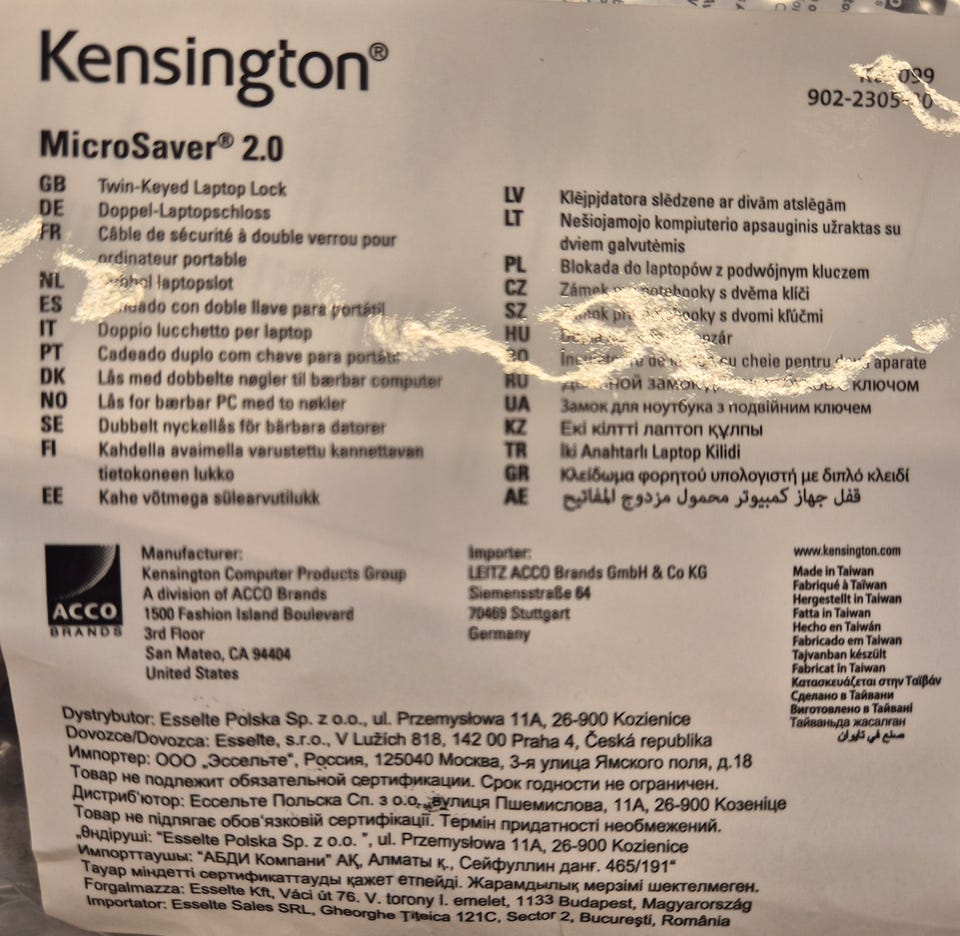 Kensington®
099
902-2305-
MicroSaver® 2.0
GB Twin-Keyed Laptop Lock
DE Doppel-Laptopschloss
FR Câble de sécurité à double verrou pour
ordinateur portable
NL laptopslot
ES con doble llave para portátil
IT Doppio lucchetto per laptop
PT Cadeado duplo com chave para portátil
DK Lås med dobbelte nøgler til bærbar computer
NO Lås for bærbar PC med to nøkler
SE Dubbelt nyckellås för bärbara datorer
FI Kahdella avaimella varustettu kannettavan
tietokoneen lukko
EE Kahe võtmega sülearvutilukk
LV Klējpjdatora slēdzene ar divām atslēgām
LT Nešiojamojo kompiuterio apsauginis užraktas su
dviem galvutėmis
PL Blokada do laptopów z podwójnym kluczem
CZ Zámek notebooky s dvěma klíči
SZ s dvomi kľúčmi
HU
RO cu cheie pentru aparate
RU замок с ключом
UA Замок для ноутбука з подвійним ключем
KZ Екі кілтті лаптоп құлпы
TR İki Anahtarlı Laptop Kilidi
GR Κλείδωμα φορητού υπολογιστή με διπλό κλειδί
AE قفل جهاز كمبيوتر محمول مزدوج المفاتيح
ACCO
BRANDS
Manufacturer:
Kensington Computer Products Group
A division of ACCO Brands
1500 Fashion Island Boulevard
3rd Floor
San Mateo, CA 94404
United States
Importer:
LEITZ ACCO Brands GmbH & Co KG
Siemensstraße 64
70469 Stuttgart
Germany
www.kensington.com
Made in Taiwan
Fabriqué à Taïwan
Hergestellt in Taiwan
Fatta in Taiwan
Hecho en Taiwán
Fabricado em Taiwan
Tajvanban készült
Fabricat în Taiwan
Κατασκευάζεται στην Ταϊβάν
Сделано в Тайвани
Виготовлено в Тайвані
Тайваньда жасалған
صنع في تايوان
Dystrybutor: Esselte Polska Sp. z o.o., ul. Przemysłowa 11A, 26-900 Kozienice
Dovozce/Dovozca: Esselte, s.r.o., V Lužích 818, 142 00 Praha 4, Česká republika
Импортер: ООО „Эссельте", Россия, 125040 Москва, 3-я улица Ямского поля, д.18
Товар не подлежит обязательной сертификации. Срок годности не ограничен.
Дистриб'ютор: Ессельте Польска Сп. з о.о., вулиця Пшемислова, 11А, 26-900 Козеніце
Товар не підлягає обов'язковій сертифікації. Термін придатності необмежений.
„Өндіруші: "Esselte Polska Sp. z o.o. ", ul. Przemysłowa 11A, 26-900 Kozienice
Импорттаушы: "АБДИ Компани" АҚ, Алматы қ., Сейфуллин данғ. 465/191"
Тауар міндетті сертификаттауды қажет етпейді. Жарамдылық мерзімі шектелмеген.
Forgalmazza: Esselte Kft, Váci út 76. V. torony I. emelet, 1133 Budapest, Magyarország
Importator: Esselte Sales SRL, Gheorghe Țițeica 121C, Sector 2, București, România